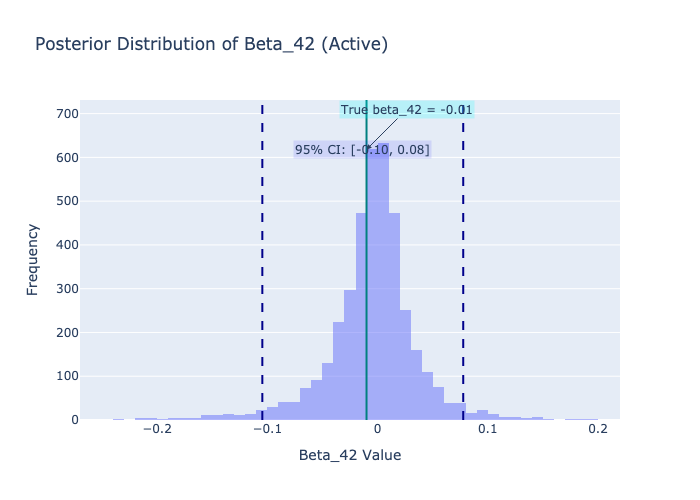 Posterior Distribution of Beta_42 (Active)
True beta_42 = -0.01
95% CI: [-0.10, 0.08]
700
600
500
400
300
200
100
0
Frequency
−0.2
−0.1
0
0.1
0.2
Beta_42 Value